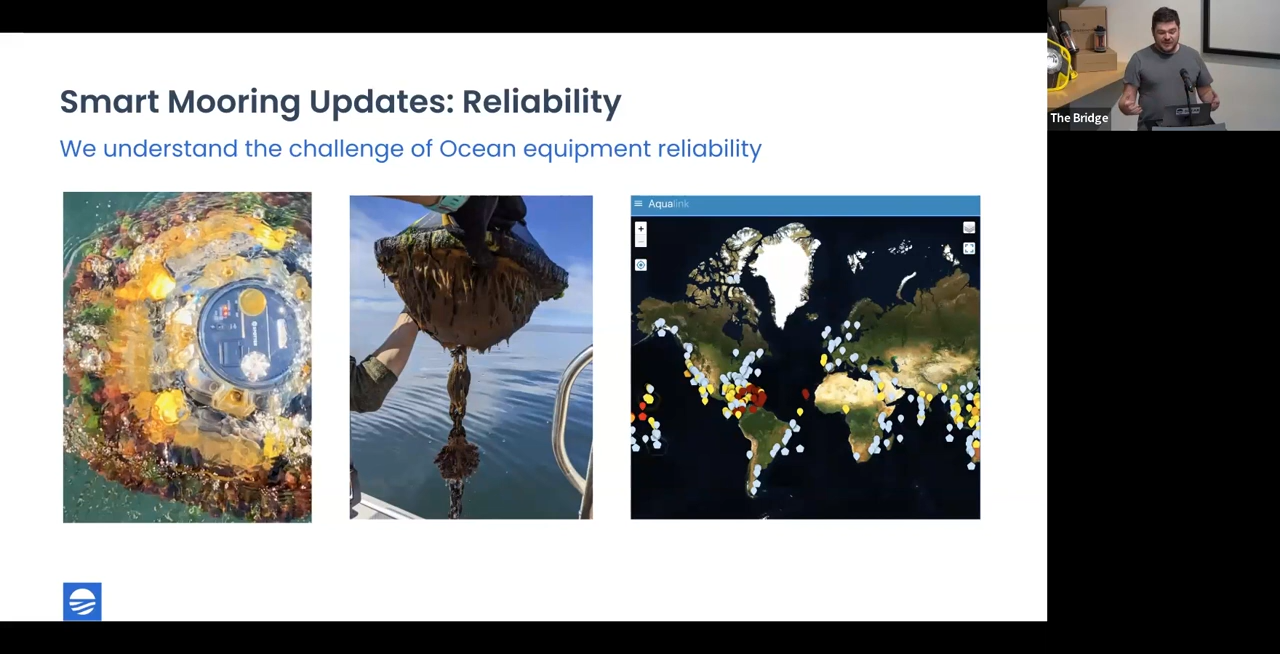 Smart Mooring Updates: Reliability
We understand the challenge of Ocean equipment reliability
Aqualink
+
The Bridge